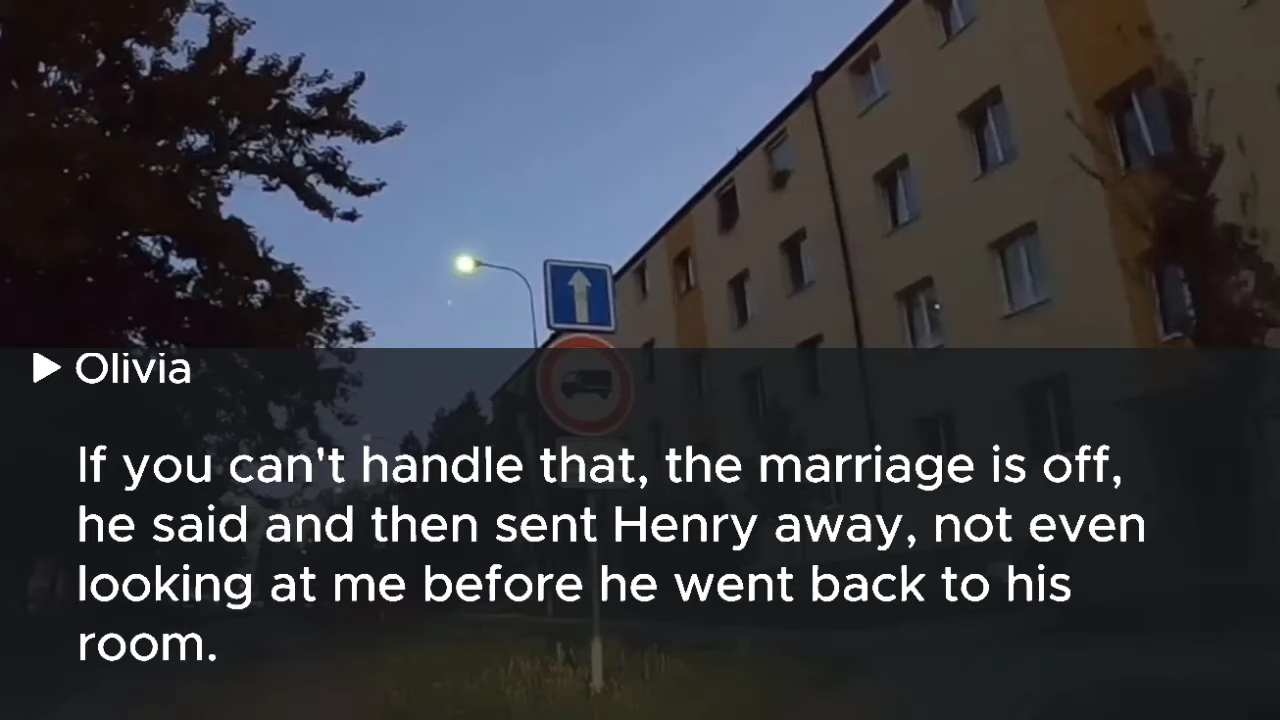 Olivia
If you can't handle that, the marriage is off,
he said and then sent Henry away, not even
looking at me before he went back to his
room.